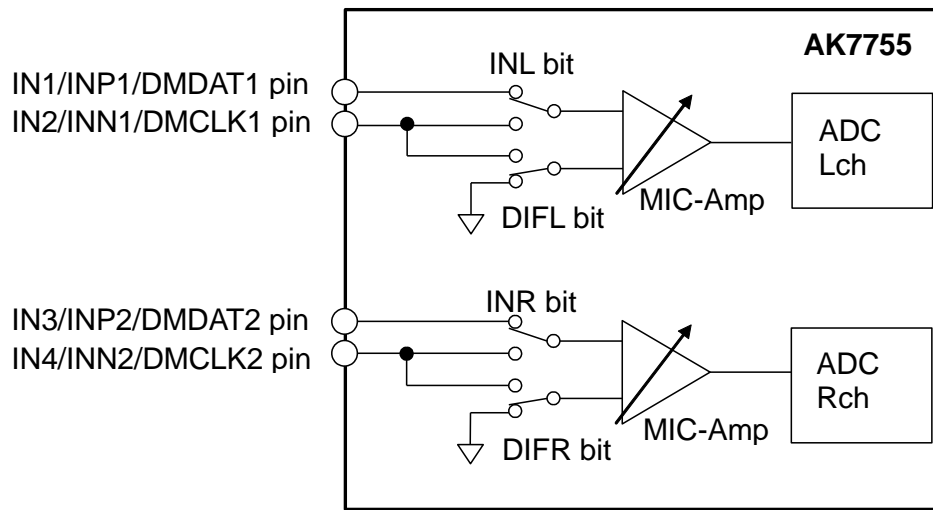 AK7755
IN1/INP1/DMDAT1 pin
INL bit
IN2/INN1/DMCLK1 pin
ADC
Lch
MIC-Amp
DIFL bit
IN3/INP2/DMDAT2 pin
INR bit
IN4/INN2/DMCLK2 pin
ADC
Rch
MIC-Amp
DIFR bit